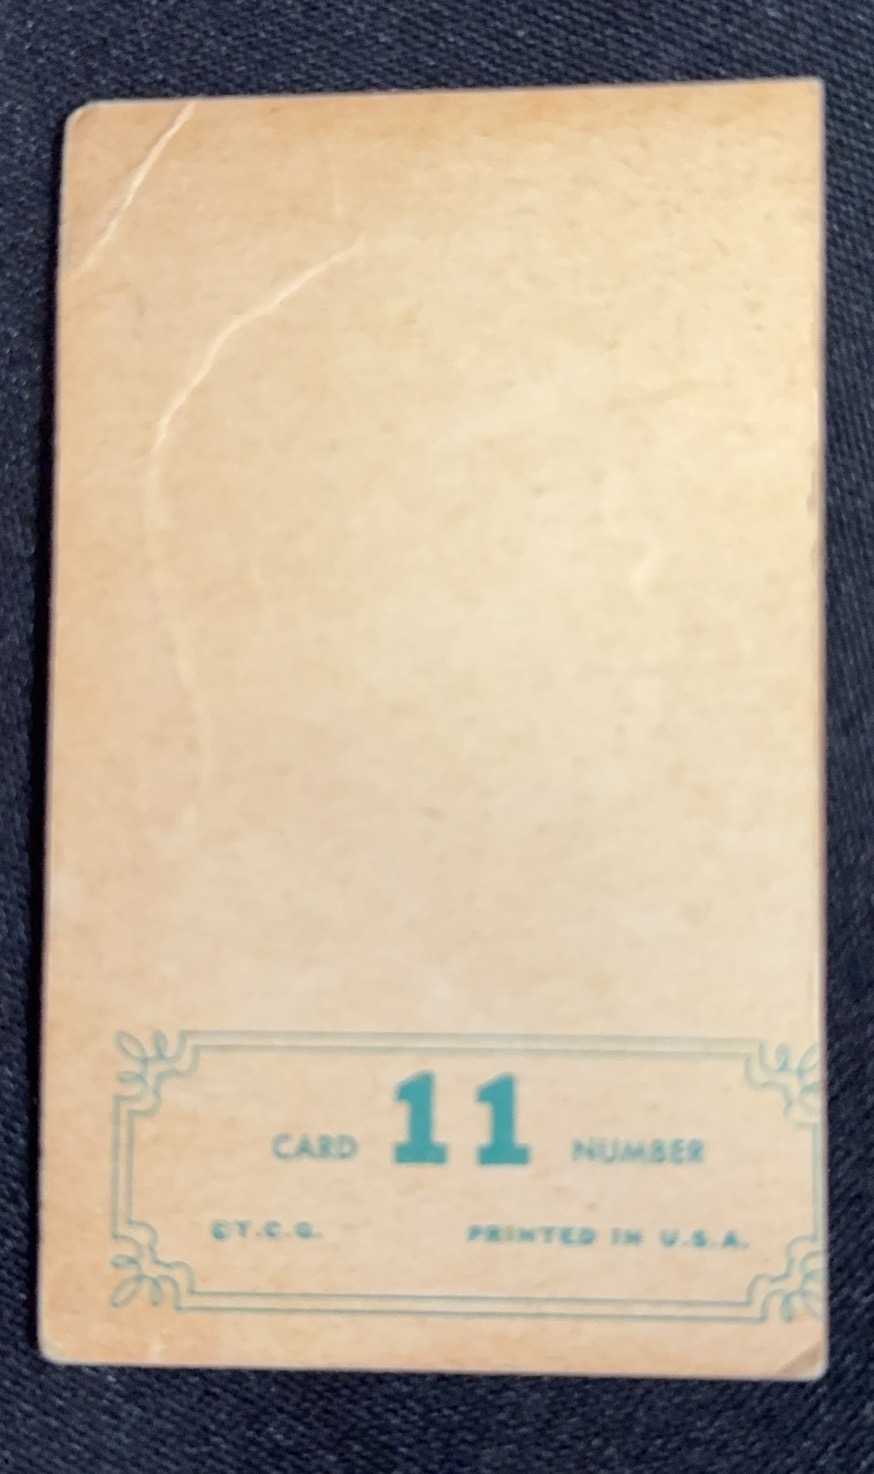 CARD 11 NUMBER
©T.C.G. PRINTED IN U.S.A.